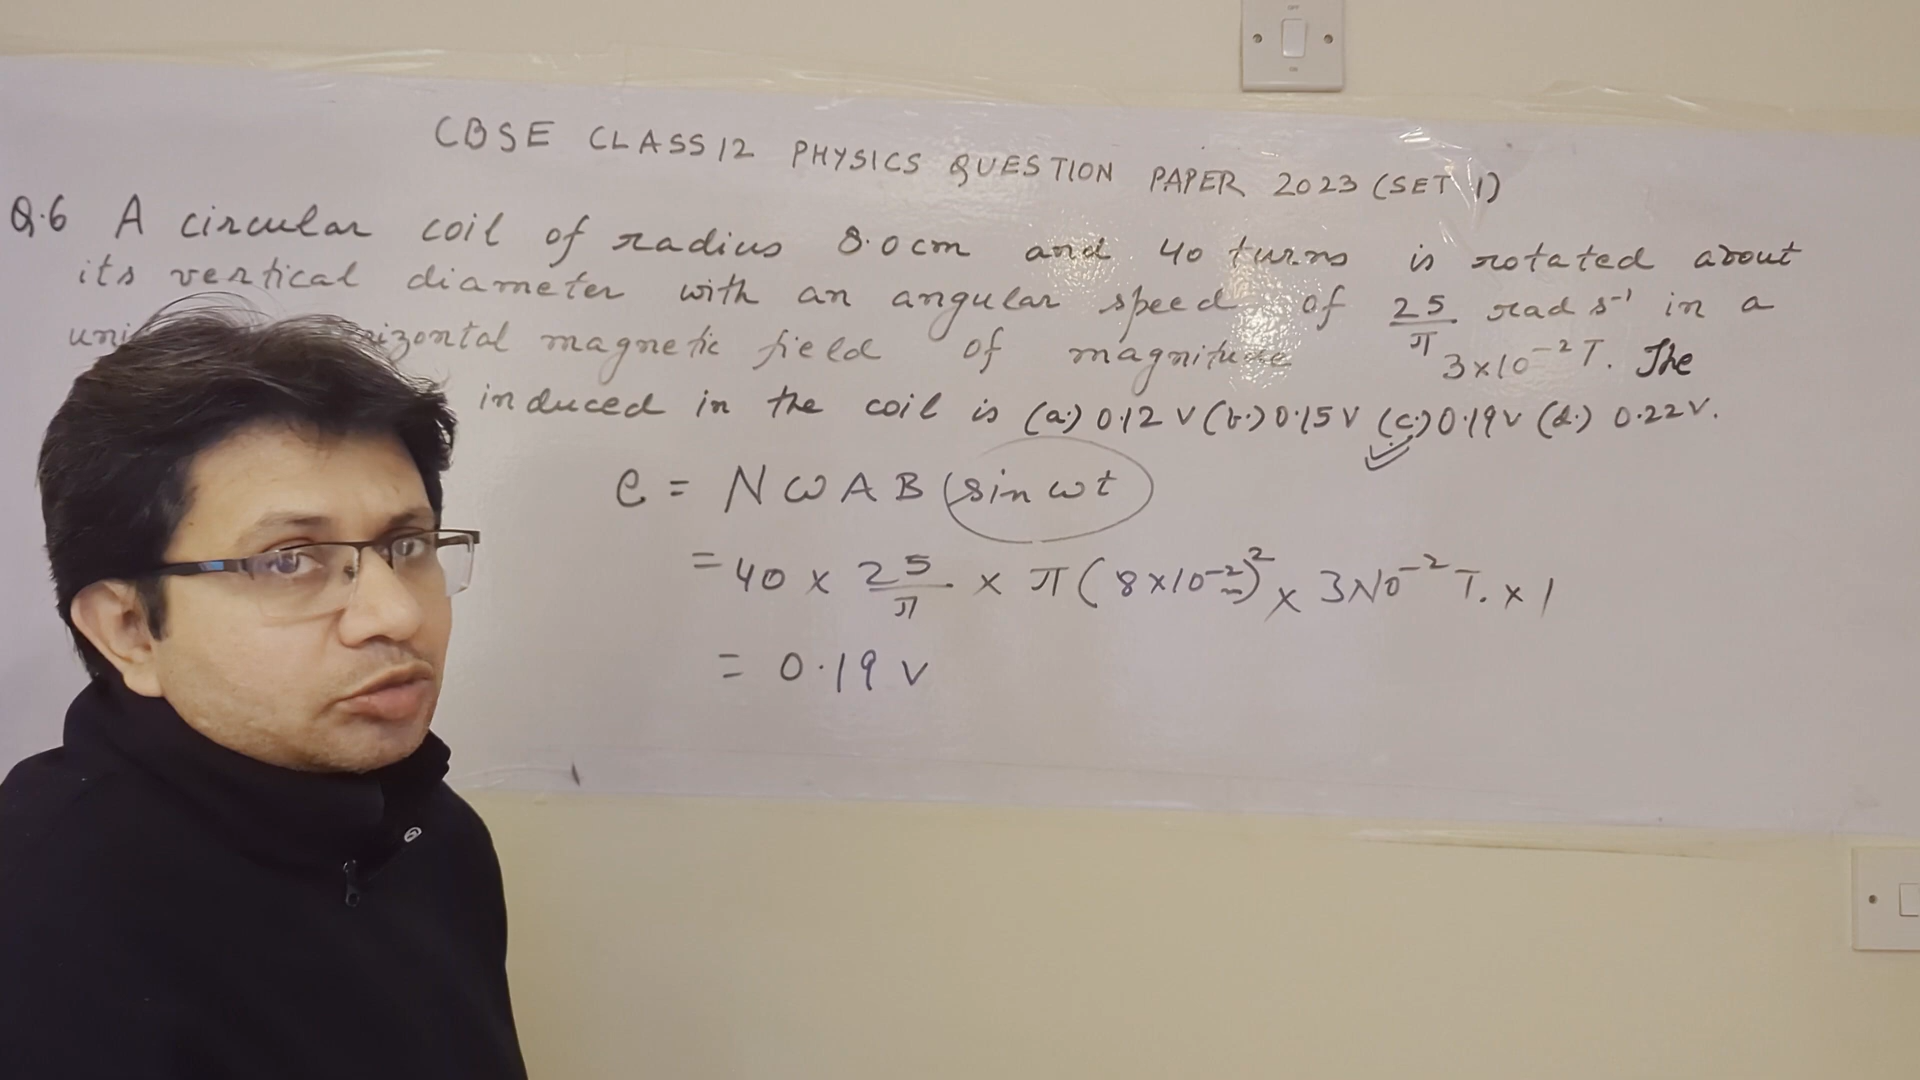 CBSE CLASS 12 PHYSICS QUESTION PAPER 2023 (SET 1)
Q.6 A circular coil of radius 8.0cm and 40 turns is rotated about
its vertical diameter with an angular speed of 25/π rad s⁻¹ in a
horizontal magnetic field of magnitude 3×10⁻² T. The
induced in the coil is (a.) 0.12 V (b.) 0.15 V (c.) 0.19 V (d.) 0.22 V.
e = N ω A B (sin ωt
= 40 × 25/π × π (8×10⁻²)² × 3×10⁻² T. × 1
= 0.19 V